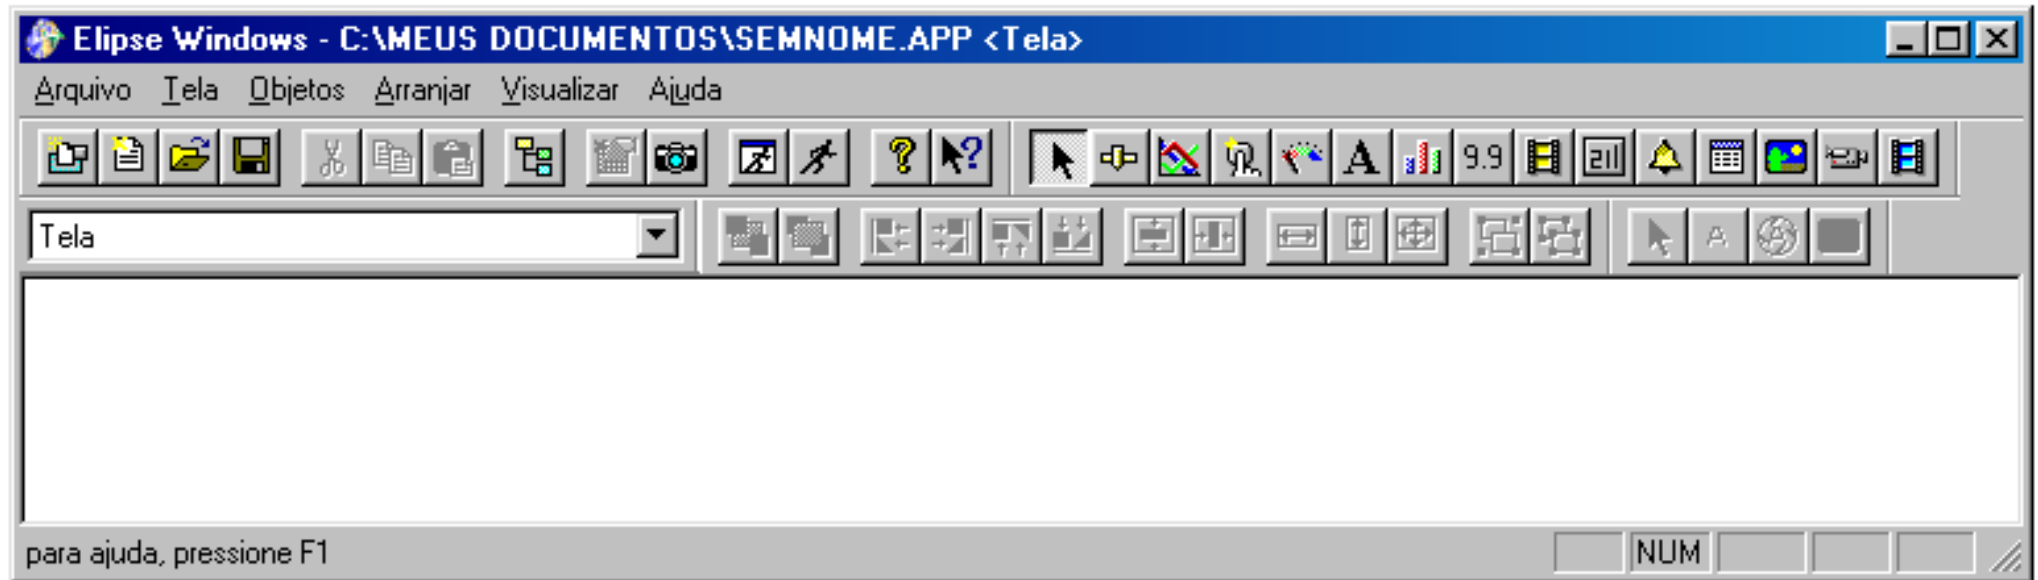 Elipse Windows - C:\MEUS DOCUMENTOS\SEMNOME.APP <Tela>
Arquivo Tela Objetos Arranjar Visualizar Ajuda
? ? A 9.9
Tela A
para ajuda, pressione F1 NUM